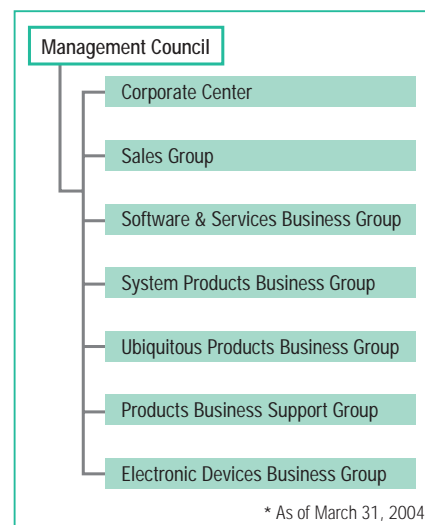 Management Council
Corporate Center
Sales Group
Software & Services Business Group
System Products Business Group
Ubiquitous Products Business Group
Products Business Support Group
Electronic Devices Business Group
* As of March 31, 2004